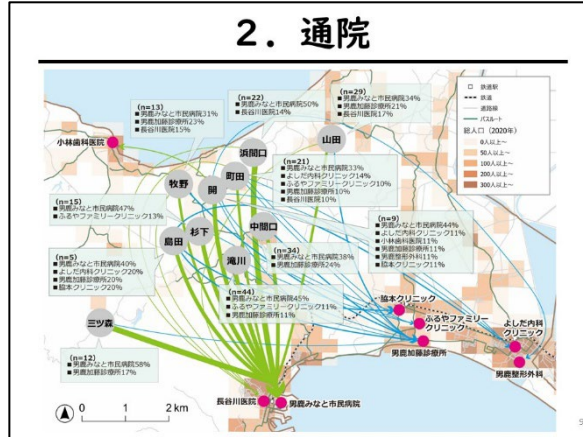 2．通院
(n=13)
■男鹿みなと市民病院31%
■男鹿加藤診療所23%
■長谷川医院15%
(n=22)
■男鹿みなと市民病院50%
■長谷川医院14%
(n=29)
■男鹿みなと市民病院34%
■男鹿加藤診療所21%
■長谷川医院17%
□ 鉄道駅
鉄道
道路線
バスルート
総人口（2020年）
0人以上～
50人以上～
100人以上～
200人以上～
300人以上～
小林歯科医院
山田
浜間口
町田
開
牧野
(n=21)
■男鹿みなと市民病院33%
■よしだ内科クリニック14%
■ふるやファミリークリニック10%
■男鹿加藤診療所10%
■長谷川医院10%
(n=15)
■男鹿みなと市民病院47%
■ふるやファミリークリニック13%
杉下
島田
中間口
滝川
(n=9)
■男鹿みなと市民病院44%
■よしだ内科クリニック11%
■小林歯科医院11%
■男鹿加藤診療所11%
■男鹿整形外科11%
■脇本クリニック11%
(n=5)
■男鹿みなと市民病院40%
■よしだ内科クリニック20%
■男鹿加藤診療所20%
■脇本クリニック20%
(n=34)
■男鹿みなと市民病院38%
■男鹿加藤診療所24%
(n=44)
■男鹿みなと市民病院45%
■ふるやファミリークリニック11%
■男鹿加藤診療所11%
三ツ森
脇本クリニック
ふるやファミリー
クリニック
よしだ内科
クリニック
男鹿加藤診療所
男鹿整形外科
(n=12)
■男鹿みなと市民病院58%
■男鹿加藤診療所17%
長谷川医院
男鹿みなと市民病院
0 1 2 km